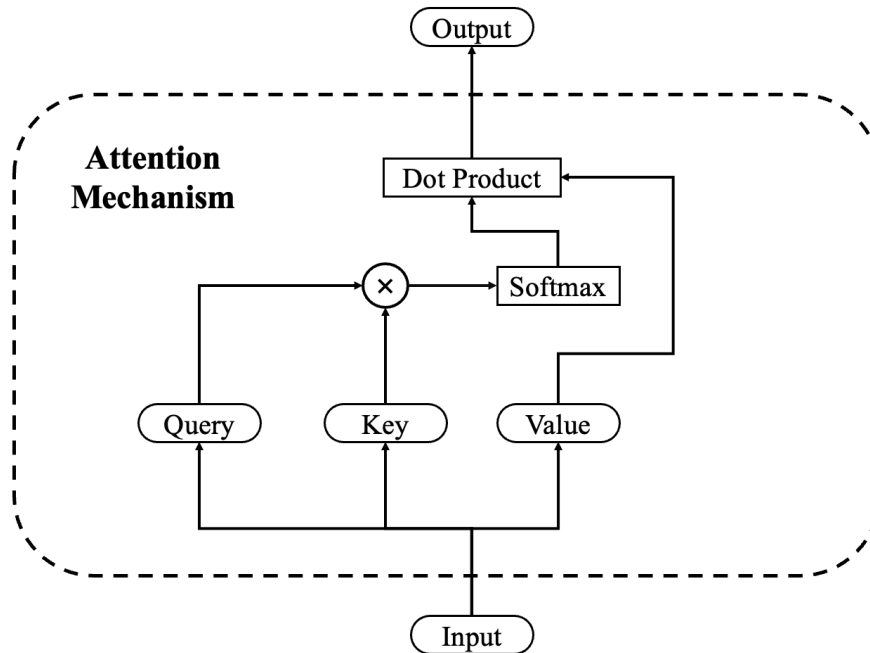 Output
Attention
Mechanism
Dot Product
×
Softmax
Query
Key
Value
Input